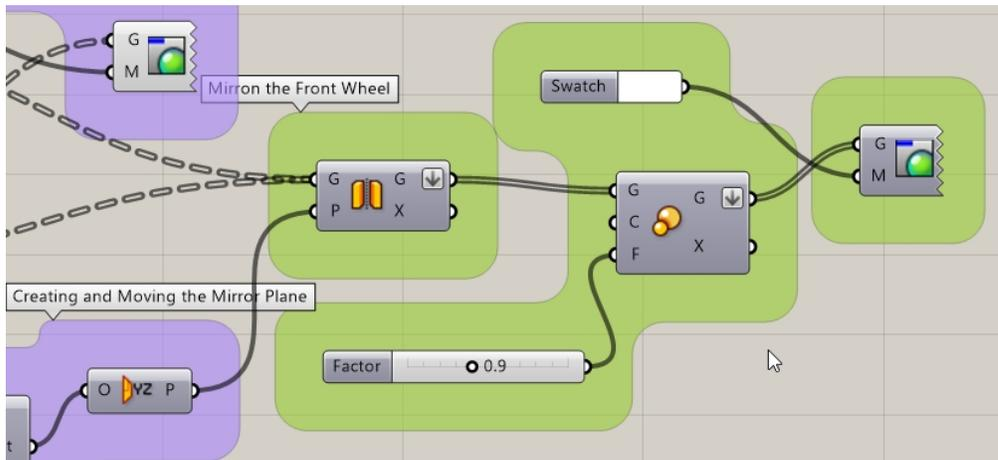 G
M
Mirron the Front Wheel
Swatch
G
M
G
P
G
X
G
C
F
G
X
Creating and Moving the Mirror Plane
Factor
0.9
O
YZ
P
t